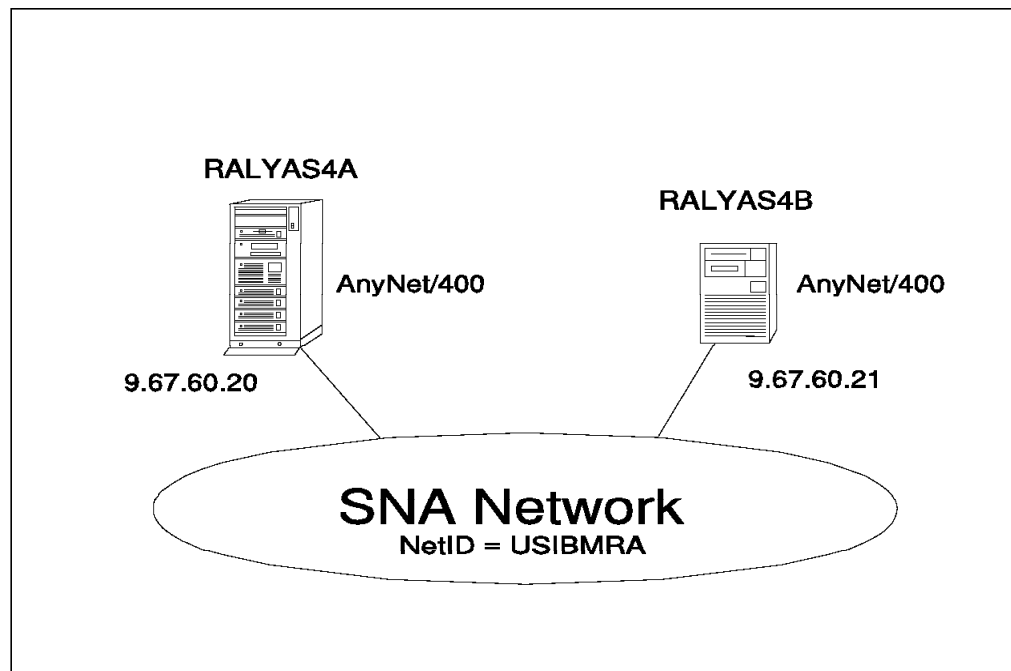 RALYAS4A
RALYAS4B
AnyNet/400
AnyNet/400
9.67.60.20
9.67.60.21
SNA Network
NetID = USIBMRA